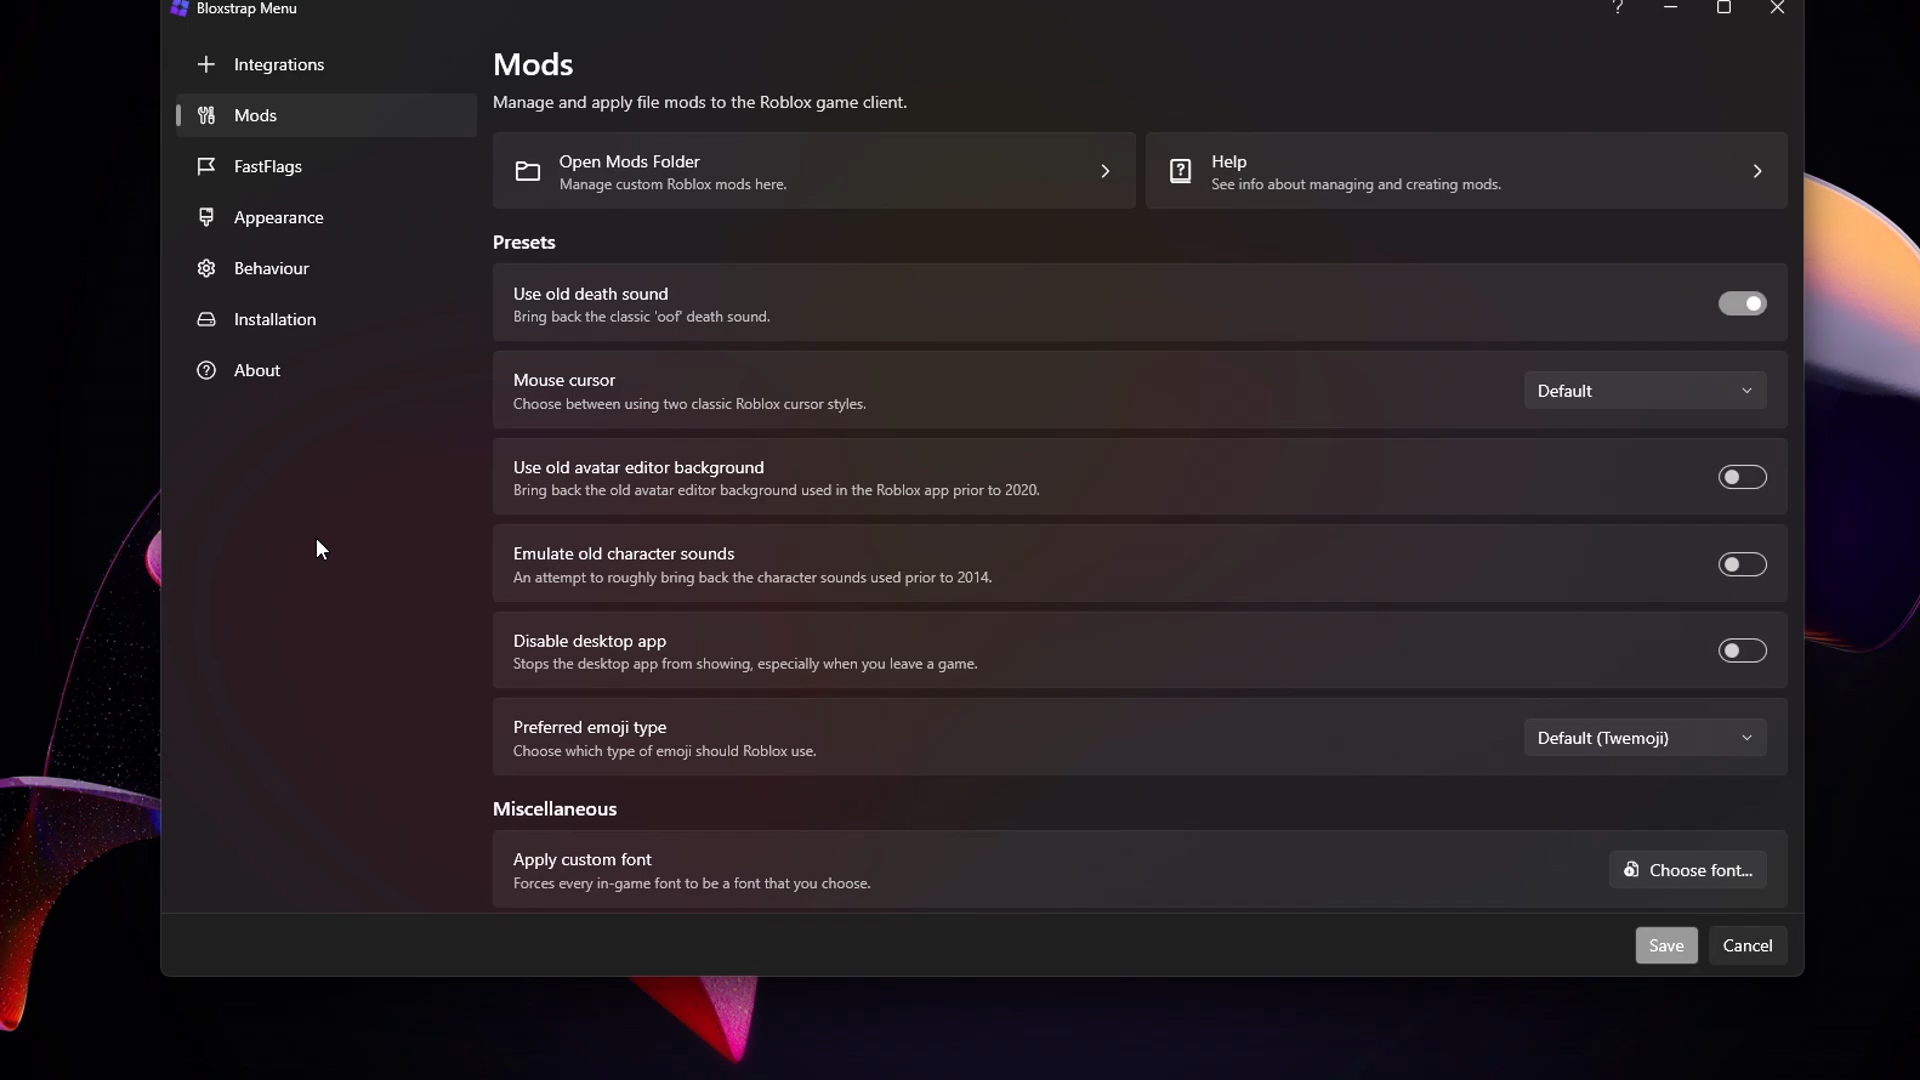 Bloxstrap Menu
Integrations
Mods
FastFlags
Appearance
Behaviour
Installation
About
Mods
Manage and apply file mods to the Roblox game client.
Open Mods Folder
Manage custom Roblox mods here.
Help
See info about managing and creating mods.
Presets
Use old death sound
Bring back the classic 'oof' death sound.
Mouse cursor
Choose between using two classic Roblox cursor styles.
Default
Use old avatar editor background
Bring back the old avatar editor background used in the Roblox app prior to 2020.
Emulate old character sounds
An attempt to roughly bring back the character sounds used prior to 2014.
Disable desktop app
Stops the desktop app from showing, especially when you leave a game.
Preferred emoji type
Choose which type of emoji should Roblox use.
Default (Twemoji)
Miscellaneous
Apply custom font
Forces every in-game font to be a font that you choose.
Choose font...
Save
Cancel